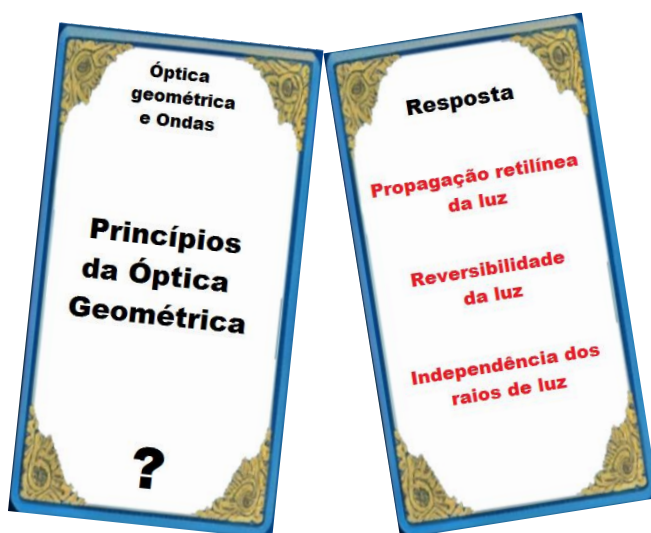 Óptica
geométrica
e Ondas
Princípios
da Óptica
Geométrica
?
Resposta
Propagação retilínea
da luz
Reversibilidade
da luz
Independência dos
raios de luz